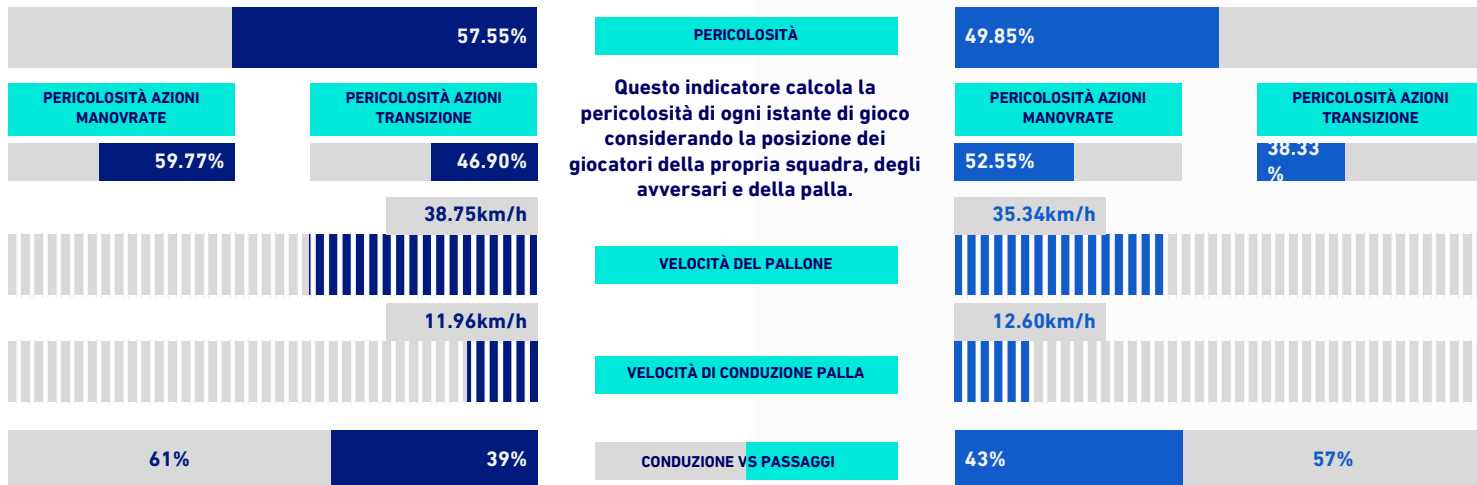 57.55%
PERICOLOSITÀ
49.85%
PERICOLOSITÀ AZIONI
MANOVRATE
PERICOLOSITÀ AZIONI
TRANSIZIONE
59.77%
46.90%
Questo indicatore calcola la
pericolosità di ogni istante di gioco
considerando la posizione dei
giocatori della propria squadra, degli
avversari e della palla.
PERICOLOSITÀ AZIONI
MANOVRATE
PERICOLOSITÀ AZIONI
TRANSIZIONE
52.55%
38.33
%
38.75km/h
VELOCITÀ DEL PALLONE
35.34km/h
11.96km/h
VELOCITÀ DI CONDUZIONE PALLA
12.60km/h
61%
39%
CONDUZIONE VS PASSAGGI
43%
57%